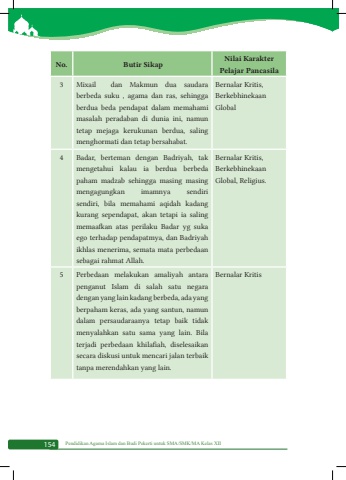 No.
Butir Sikap
Nilai Karakter
Pelajar Pancasila
3
Mixail dan Makmun dua saudara
berbeda suku , agama dan ras, sehingga
berdua beda pendapat dalam memahami
masalah peradaban di dunia ini, namun
tetap mejaga kerukunan berdua, saling
menghormati dan tetap bersahabat.
Bernalar Kritis,
Berkebhinekaan
Global
4
Badar, berteman dengan Badriyah, tak
mengetahui kalau ia berdua berbeda
paham madzab sehingga masing masing
mengagungkan imamnya sendiri
sendiri, bila memahami aqidah kadang
kurang sependapat, akan tetapi ia saling
memaafkan atas perilaku Badar yg suka
ego terhadap pendapatmya, dan Badriyah
ikhlas menerima, semata mata perbedaan
sebagai rahmat Allah.
Bernalar Kritis,
Berkebhinekaan
Global, Religius.
5
Perbedaan melakukan amaliyah antara
penganut Islam di salah satu negara
dengan yang lain kadang berbeda, ada yang
berpaham keras, ada yang santun, namun
dalam persaudaraanya tetap baik tidak
menyalahkan satu sama yang lain. Bila
terjadi perbedaan khilafiah, diselesaikan
secara diskusi untuk mencari jalan terbaik
tanpa merendahkan yang lain.
Bernalar Kritis
154
Pendidikan Agama Islam dan Budi Pekerti untuk SMA/SMK/MA Kelas XII